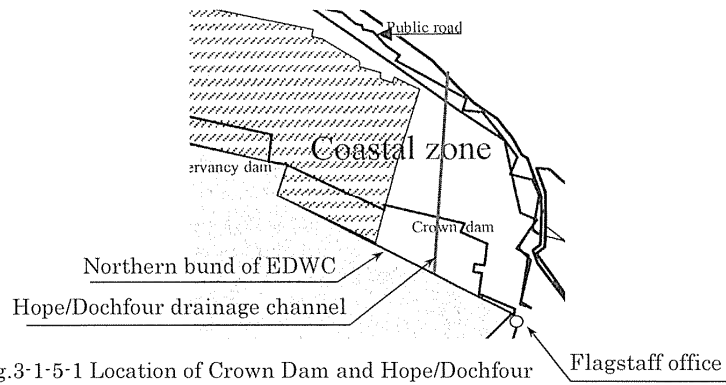 Public road
Coastal zone
ervancy dam
Crown dam
Northern bund of EDWC
Hope/Dochfour drainage channel
Flagstaff office
g.3-1-5-1 Location of Crown Dam and Hope/Dochfour